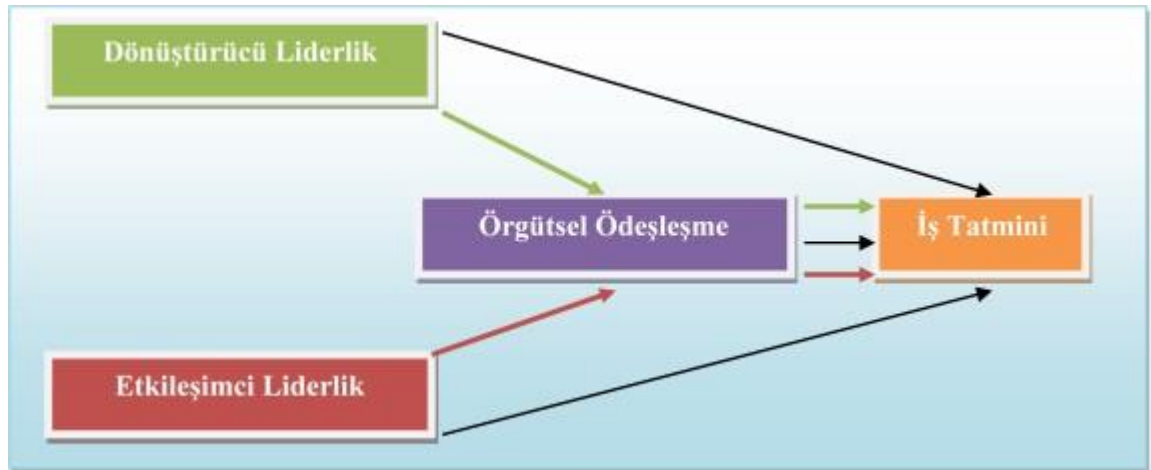 Dönüştürücü Liderlik
Örgütsel Ödeşleşme
İş Tatmini
Etkileşimci Liderlik